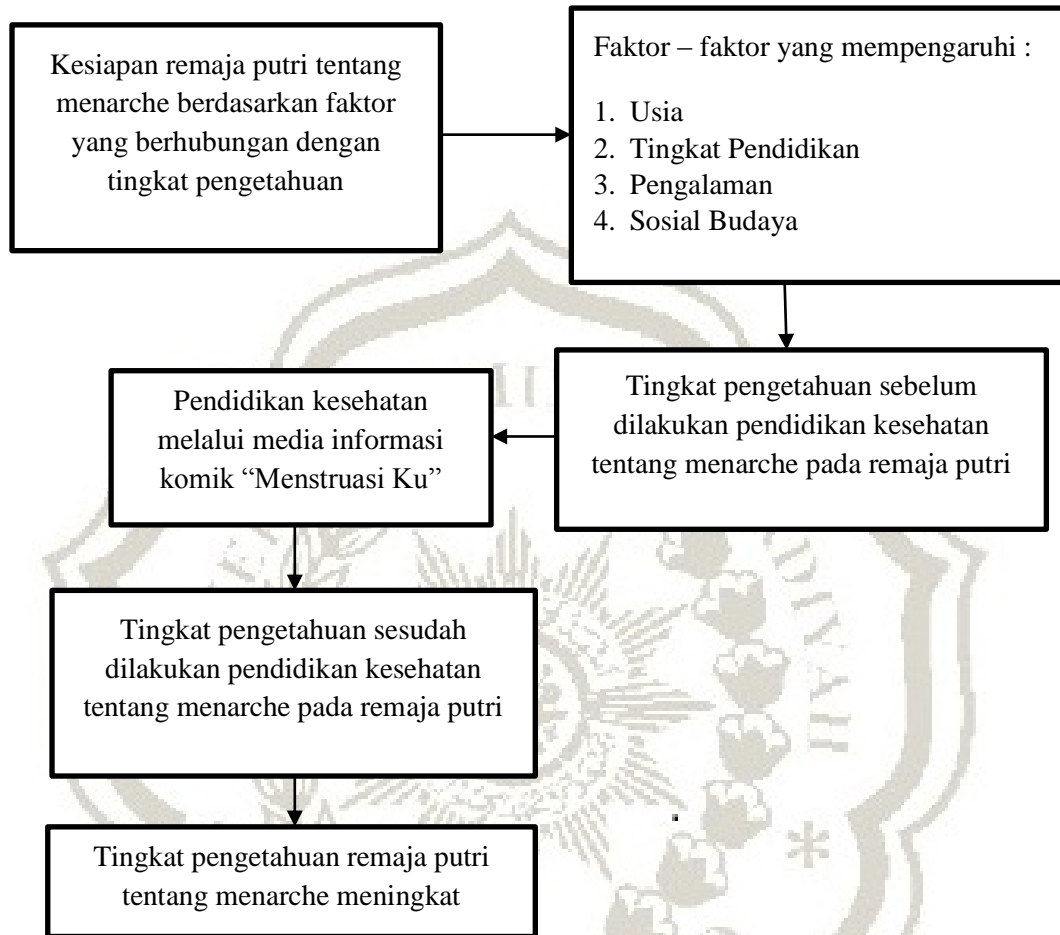 Kesiapan remaja putri tentang
menarche berdasarkan faktor
yang berhubungan dengan
tingkat pengetahuan
Faktor – faktor yang mempengaruhi :
1. Usia
2. Tingkat Pendidikan
3. Pengalaman
4. Sosial Budaya
Tingkat pengetahuan sebelum
dilakukan pendidikan kesehatan
tentang menarche pada remaja putri
Pendidikan kesehatan
melalui media informasi
komik “Menstruasi Ku”
Tingkat pengetahuan sesudah
dilakukan pendidikan kesehatan
tentang menarche pada remaja putri
Tingkat pengetahuan remaja putri
tentang menarche meningkat